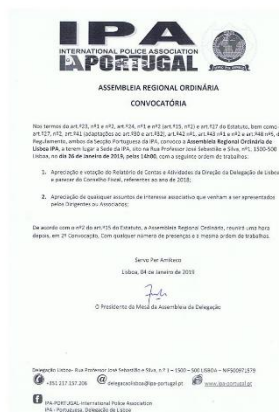 IPA
INTERNATIONAL POLICE ASSOCIATION
PORTUGAL
ASSEMBLEIA REGIONAL ORDINÁRIA
CONVOCATÓRIA
Nos termos do art.º23, nº1 e nº2, art.º24, nº1 e nº3 (art.º15, nº2) e art.º27 do Estatuto, bem como
art.º27, nº2, art.º41 (adaptações ao art.º30 e art.º32), art.º42 nº1, art.º43 nº1 e nº2 e art.º48 nº5, d
Regulamento, ambos da Secção Portuguesa da IPA, convoco a Assembleia Regional Ordinária de
Lisboa IPA, a terem lugar a Sede da IPA, sito na Rua Professor José Sebastião e Silva, nº1, 1500-500
Lisboa, no dia 26 de Janeiro de 2019, pelas 14h00, com a seguinte ordem de trabalhos:
1. Apreciação e votação do Relatório de Contas e Atividades da Direção da Delegação de Lisboa
e parecer do Conselho Fiscal, referentes ao ano de 2018;
2. Apreciação de quaisquer assuntos de interesse associativo que venham a ser apresentados
pelos Dirigentes ou Associados;
De acordo com o nº2 do art.º25 do Estatuto, a Assembleia Regional Ordinária, reunirá uma hora
depois, em 2ª Convocação, com qualquer número de presenças e a mesma ordem de trabalhos.
Servo Per Amikeco
Lisboa, 04 de Janeiro de 2019
O Presidente da Mesa da Assembleia da Delegação
Delegação Lisboa- Rua Professor José Sebastião e Silva, n.º 1 – 1500 – 500 LISBOA – NIF500971879
+351 217 157 206 delegacaolisboa@ipa-portugal.pt www.ipa-portugal.pt
IPA-PORTUGAL-International Police Association
IPA - Portuguesa, Delegação de Lisboa